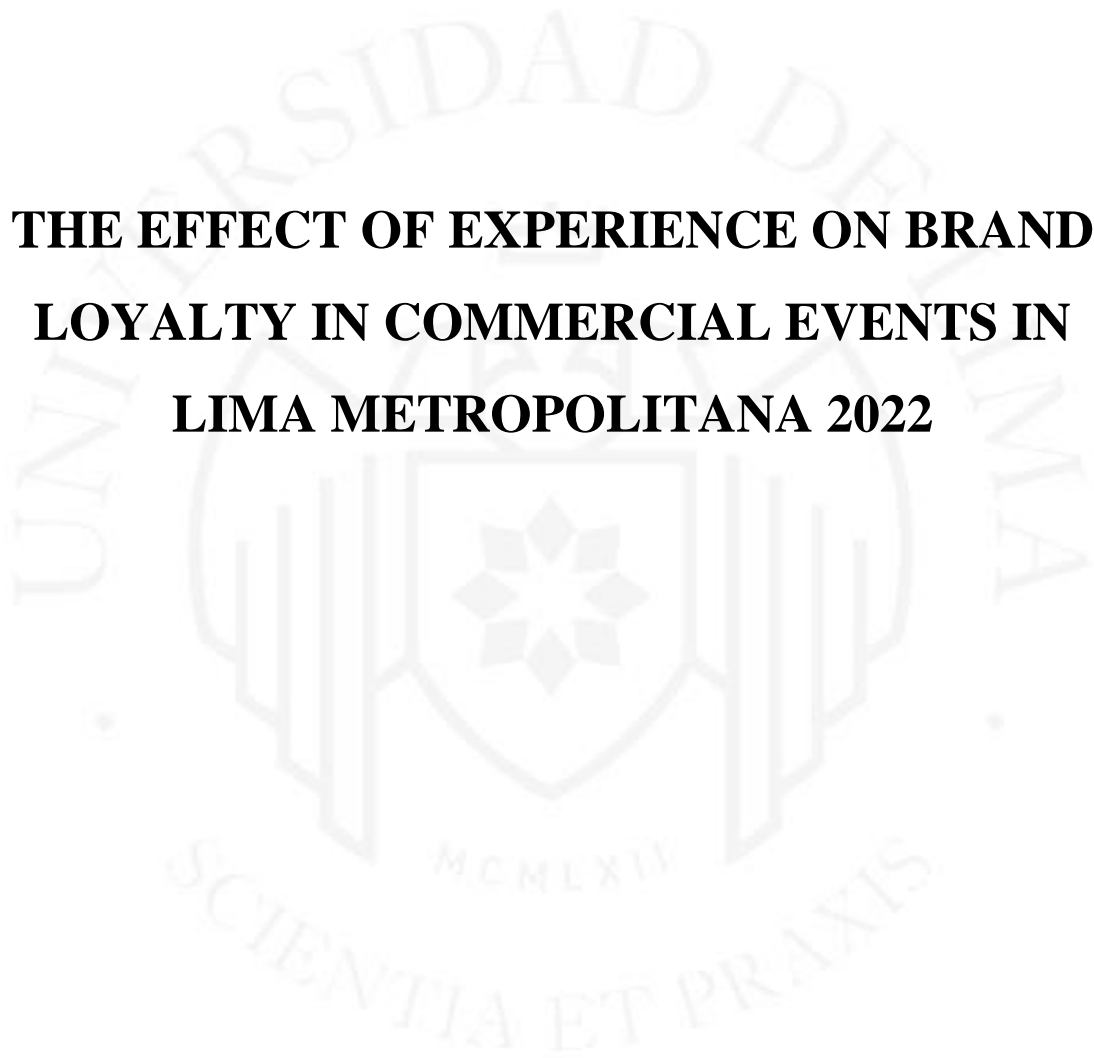 UNIVERSIDAD DE LIMA
THE EFFECT OF EXPERIENCE ON BRAND
LOYALTY IN COMMERCIAL EVENTS IN
LIMA METROPOLITANA 2022
MCMLXIV
SCIENTIA ET PRAXIS